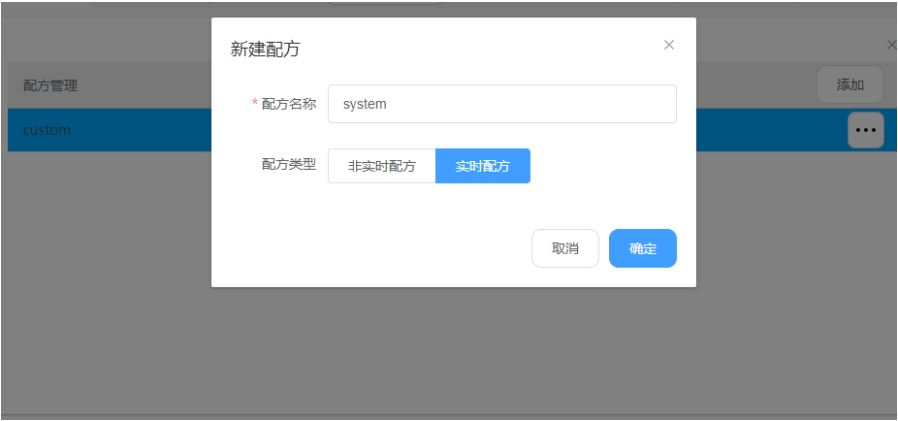 新建配方
配方管理
添加
* 配方名称 system
custom
配方类型 非实时配方 实时配方
取消 确定